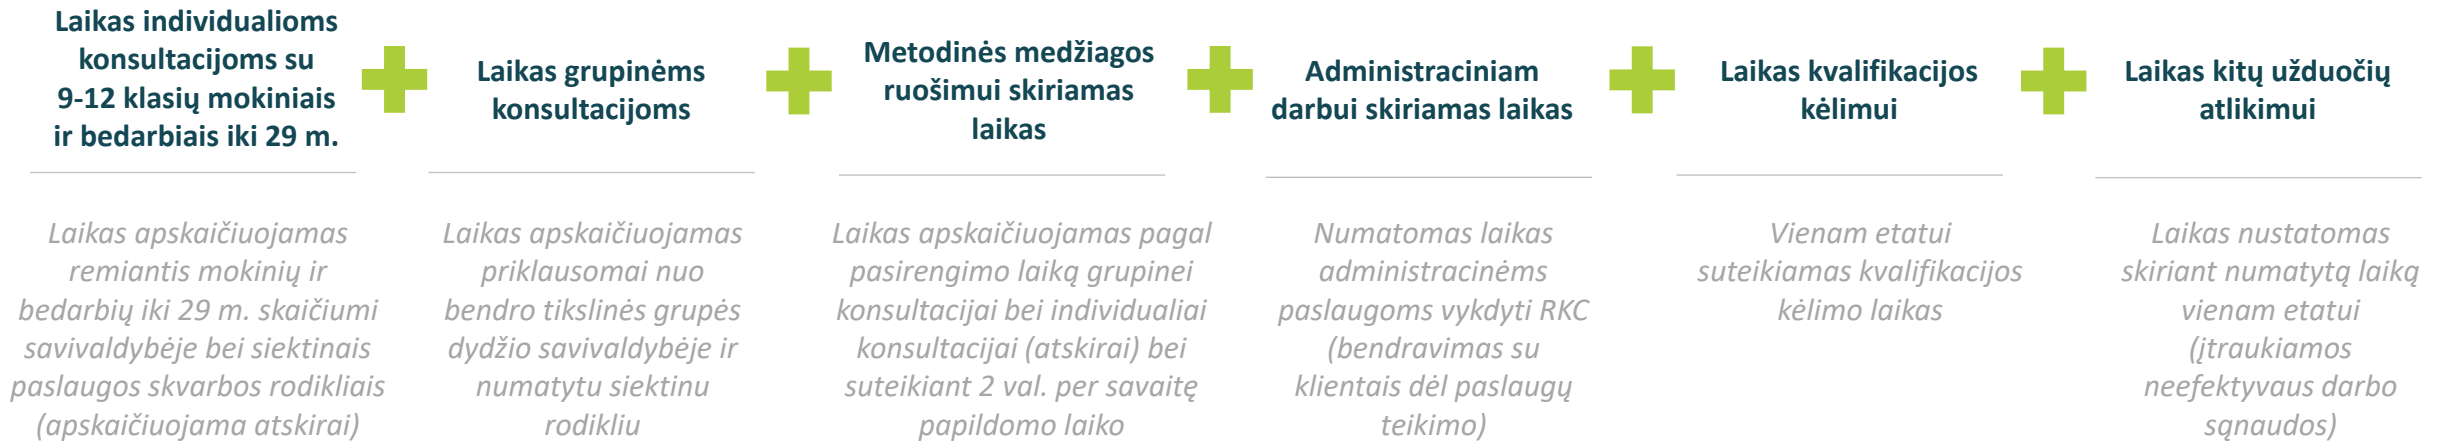 Laikas individualioms
konsultacijoms su
9-12 klasių mokiniais
ir bedarbiais iki 29 m.
Laikas apskaičiuojamas
remiantis mokinių ir
bedarbių iki 29 m. skaičiumi
savivaldybėje bei siektinais
paslaugos skvarbos rodikliais
(apskaičiuojama atskirai)
Laikas grupinėms
konsultacijoms
Laikas apskaičiuojamas
priklausomai nuo
bendro tikslinės grupės
dydžio savivaldybėje ir
numatytu siektinu
rodikliu
Metodinės medžiagos
ruošimui skiriamas
laikas
Laikas apskaičiuojamas pagal
pasirengimo laiką grupinei
konsultacijai bei individualiai
konsultacijai (atskirai) bei
suteikiant 2 val. per savaitę
papildomo laiko
Administraciniam
darbui skiriamas laikas
Numatomas laikas
administracinėms
paslaugoms vykdyti RKC
(bendravimas su
klientais dėl paslaugų
teikimo)
Laikas kvalifikacijos
kėlimui
Vienam etatui
suteikiamas kvalifikacijos
kėlimo laikas
Laikas kitų užduočių
atlikimui
Laikas nustatomas
skiriant numatytą laiką
vienam etatui
(įtraukiamos
neefektyvaus darbo
sąnaudos)